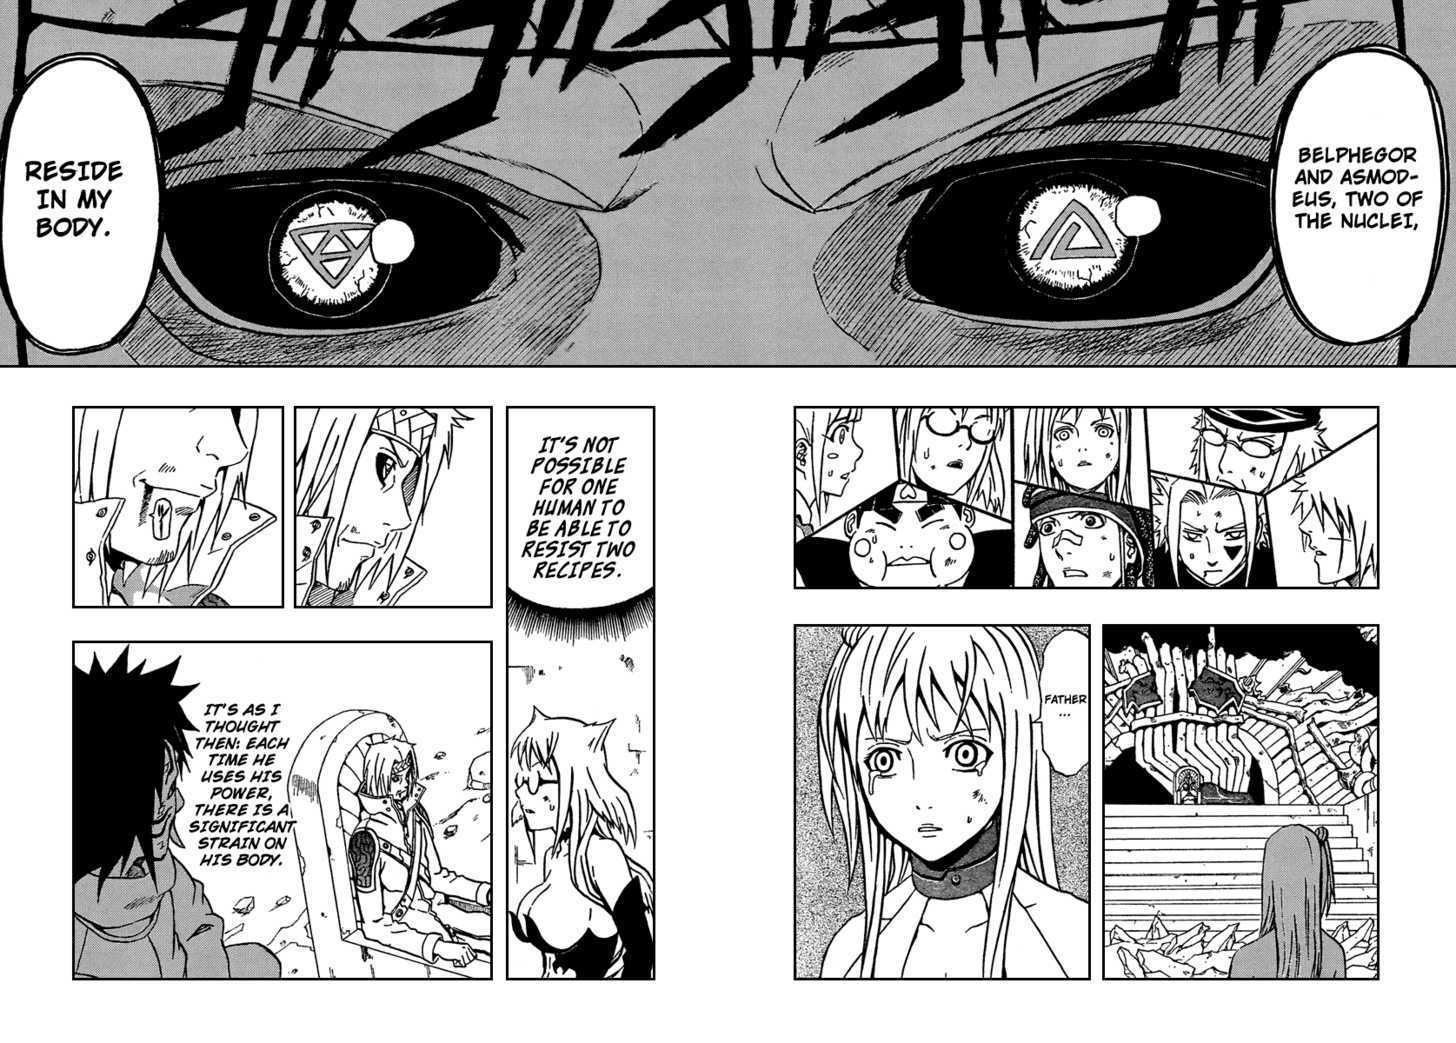 BELPHEGOR
AND ASMOD-
EUS, TWO OF
THE NUCLEI,
RESIDE
IN MY
BODY.
FATHER
...
IT'S NOT
POSSIBLE
FOR ONE
HUMAN TO
BE ABLE TO
RESIST TWO
RECIPES.
IT'S AS I
THOUGHT
THEN: EACH
TIME HE
USES HIS
POWER,
THERE IS A
SIGNIFICANT
STRAIN ON
HIS BODY.